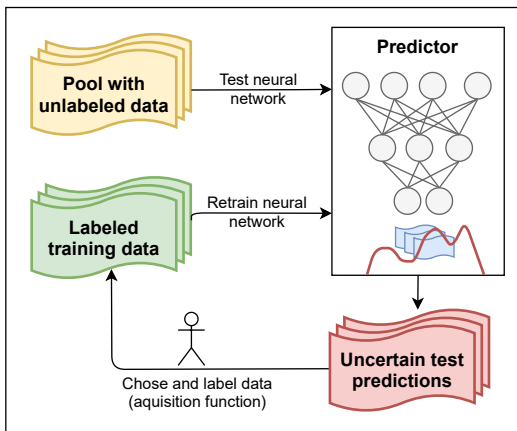 Pool with
unlabeled data
Test neural
network
Predictor
Labeled
training data
Retrain neural
network
Uncertain test
predictions
Chose and label data
(aquisition function)